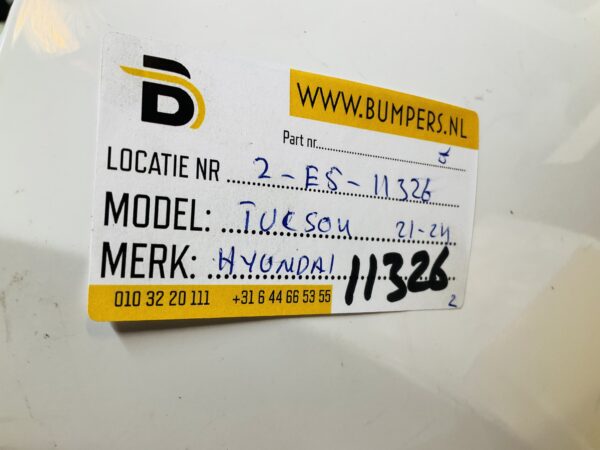 B
WWW.BUMPERS.NL
Part nr.
LOCATIE NR 2-ES-11326
MODEL: TUCSON 21-24
MERK: HYUNDAI 11326
010 32 20 111 +31 6 44 66 53 55 2